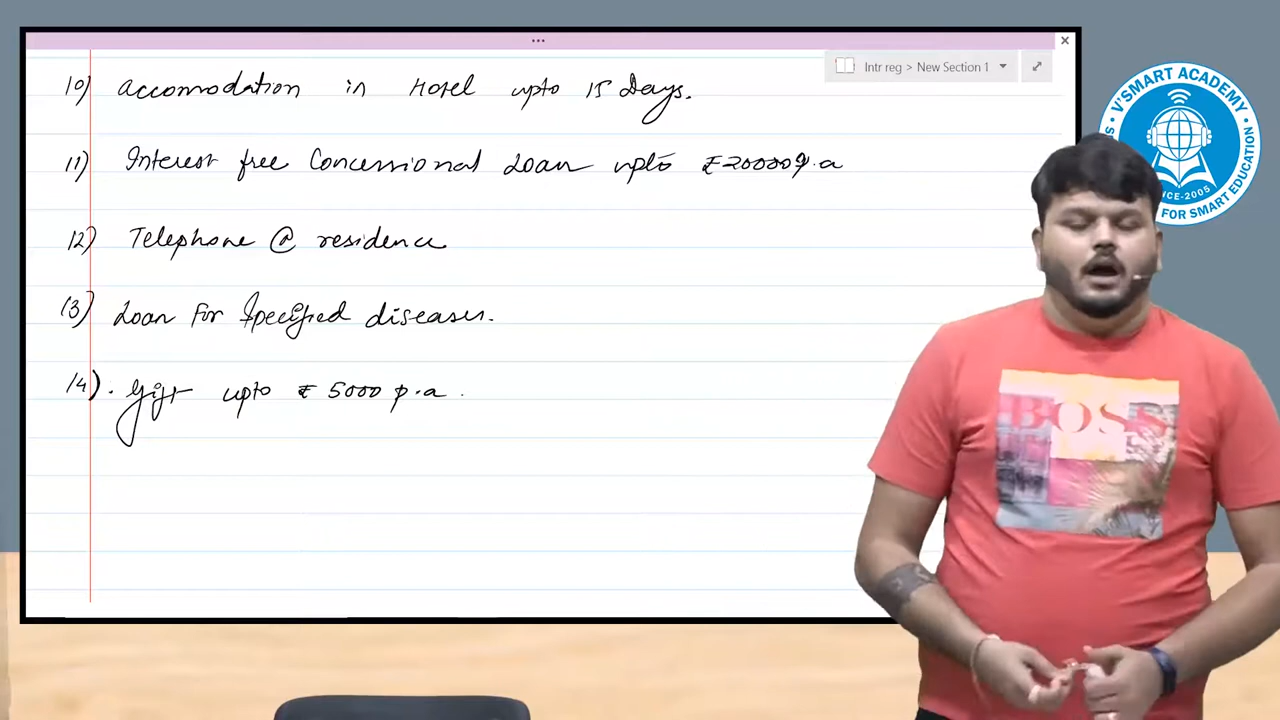 Intr reg > New Section 1
10) accomodation in Hotel upto 15 Days.
11) Interest free Concessional Loan upto ₹20000 p.a
12) Telephone @ residence
13) Loan For Specified diseases.
14). Gift upto ₹ 5000 p.a.
V'SMART ACADEMY
NCE-2005
FOR SMART EDUCATION
BOSS